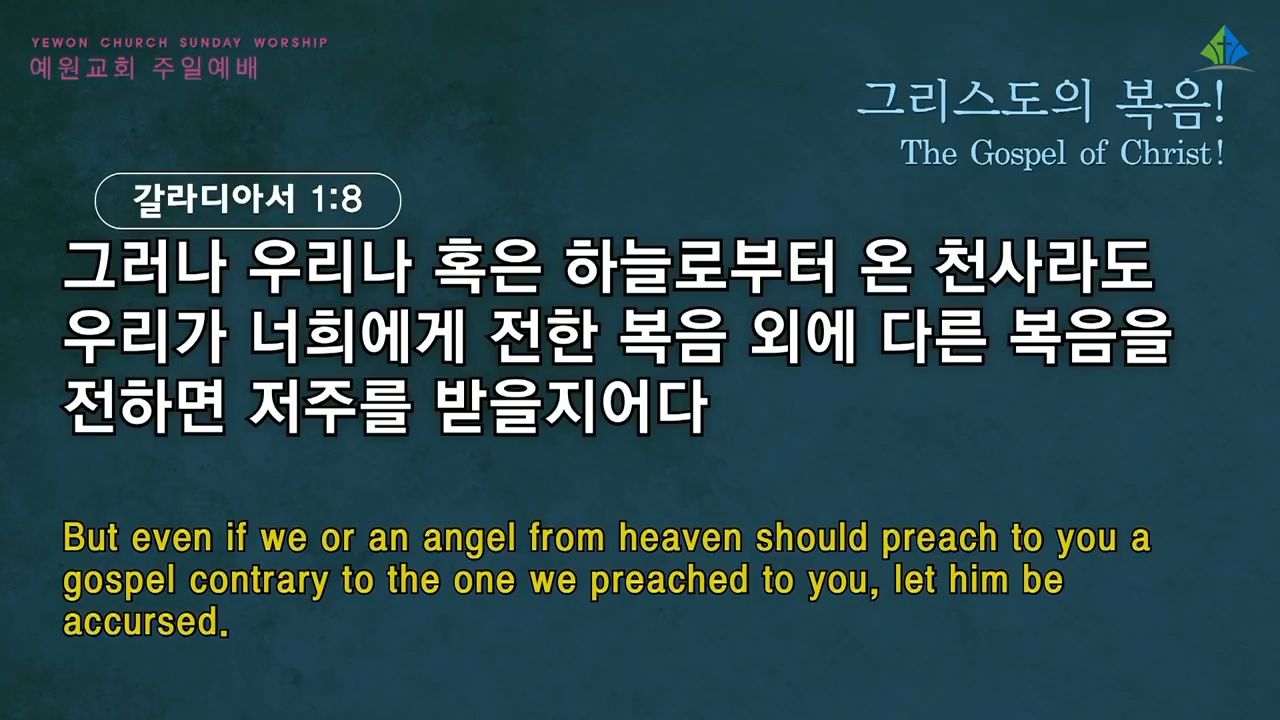 YEWON CHURCH SUNDAY WORSHIP
예원교회 주일예배
그리스도의 복음!
The Gospel of Christ!
갈라디아서 1:8
그러나 우리나 혹은 하늘로부터 온 천사라도
우리가 너희에게 전한 복음 외에 다른 복음을
전하면 저주를 받을지어다
But even if we or an angel from heaven should preach to you a
gospel contrary to the one we preached to you, let him be
accursed.